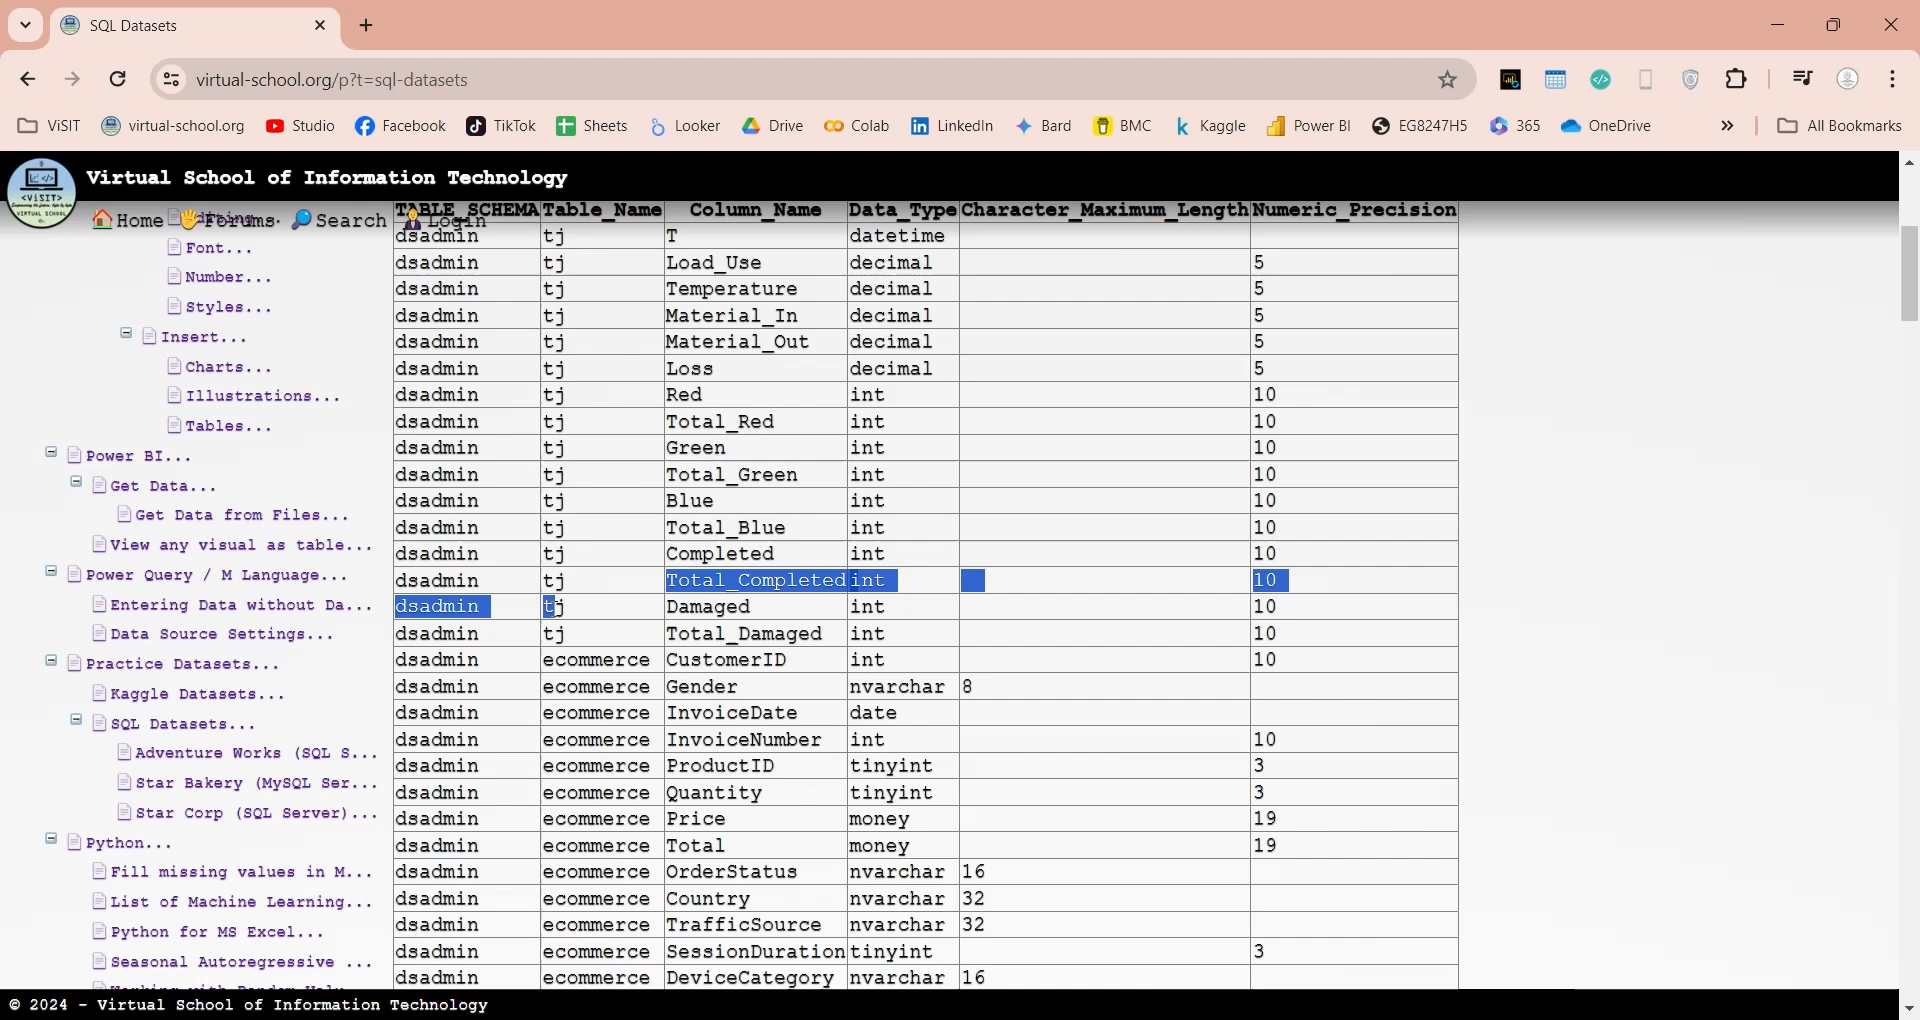 SQL Datasets
virtual-school.org/p?t=sql-datasets
ViSIT virtual-school.org Studio Facebook TikTok Sheets Looker Drive Colab LinkedIn Bard BMC Kaggle Power BI EG8247H5 365 OneDrive » All Bookmarks
Virtual School of Information Technology
<ViSIT>
VIRTUAL SCHOOL
Home Forums Search Login
Font...
Number...
Styles...
Insert...
Charts...
Illustrations...
Tables...
Power BI...
Get Data...
Get Data from Files...
View any visual as table...
Power Query / M Language...
Entering Data without Da...
Data Source Settings...
Practice Datasets...
Kaggle Datasets...
SQL Datasets...
Adventure Works (SQL S...
Star Bakery (MySQL Ser...
Star Corp (SQL Server)...
Python...
Fill missing values in M...
List of Machine Learning...
Python for MS Excel...
Seasonal Autoregressive ...
TABLE_SCHEMA Table_Name Column_Name Data_Type Character_Maximum_Length Numeric_Precision
dsadmin tj T datetime
dsadmin tj Load_Use decimal 5
dsadmin tj Temperature decimal 5
dsadmin tj Material_In decimal 5
dsadmin tj Material_Out decimal 5
dsadmin tj Loss decimal 5
dsadmin tj Red int 10
dsadmin tj Total_Red int 10
dsadmin tj Green int 10
dsadmin tj Total_Green int 10
dsadmin tj Blue int 10
dsadmin tj Total_Blue int 10
dsadmin tj Completed int 10
dsadmin tj Total_Completed int 10
dsadmin tj Damaged int 10
dsadmin tj Total_Damaged int 10
dsadmin ecommerce CustomerID int 10
dsadmin ecommerce Gender nvarchar 8
dsadmin ecommerce InvoiceDate date
dsadmin ecommerce InvoiceNumber int 10
dsadmin ecommerce ProductID tinyint 3
dsadmin ecommerce Quantity tinyint 3
dsadmin ecommerce Price money 19
dsadmin ecommerce Total money 19
dsadmin ecommerce OrderStatus nvarchar 16
dsadmin ecommerce Country nvarchar 32
dsadmin ecommerce TrafficSource nvarchar 32
dsadmin ecommerce SessionDuration tinyint 3
dsadmin ecommerce DeviceCategory nvarchar 16
© 2024 - Virtual School of Information Technology